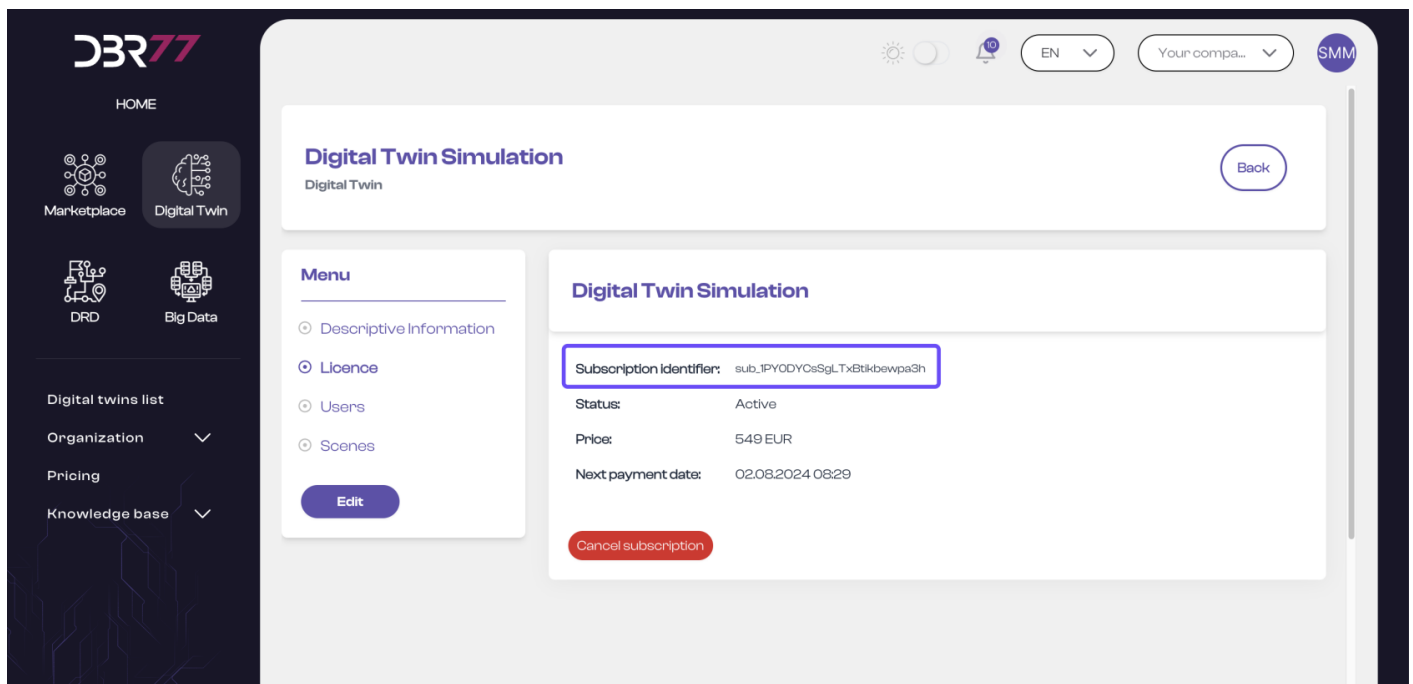 DBR77
HOME
Marketplace
Digital Twin
DRD
Big Data
Digital twins list
Organization
Pricing
Knowledge base
10
EN
Your compa...
SMM
Digital Twin Simulation
Digital Twin
Back
Menu
Descriptive Information
Licence
Users
Scenes
Edit
Digital Twin Simulation
Subscription identifier: sub_1PY0DYCsSgLTxBtikbewpa3h
Status: Active
Price: 549 EUR
Next payment date: 02.08.2024 08:29
Cancel subscription